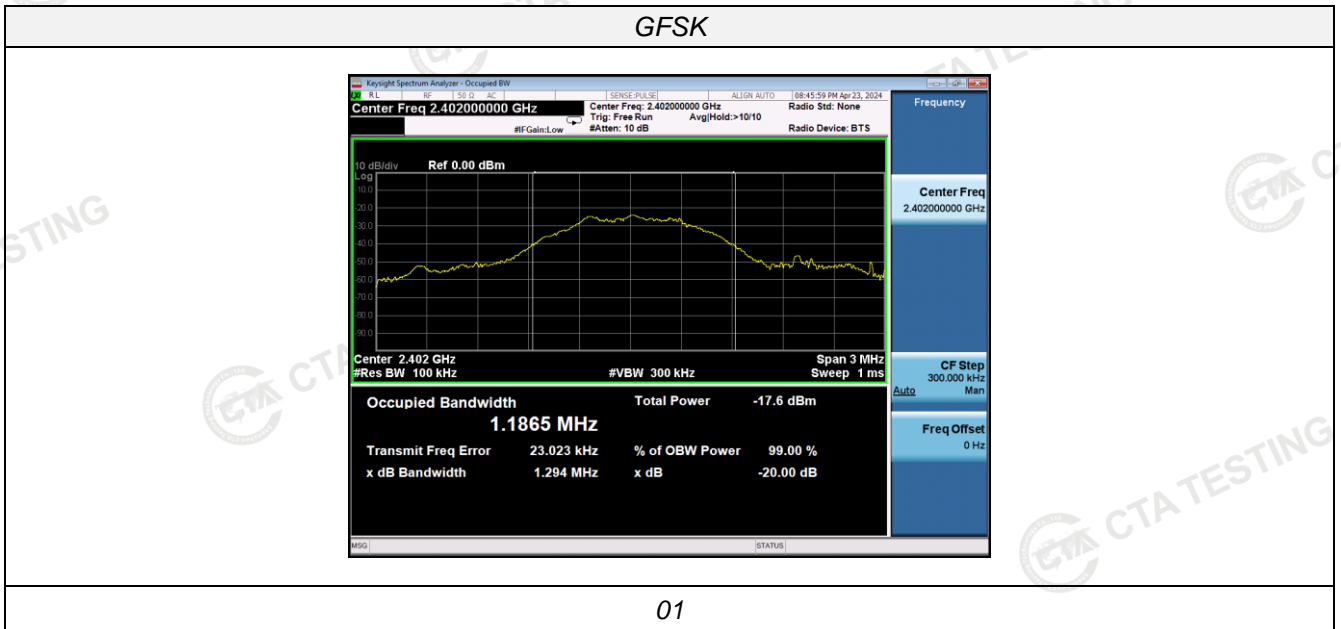 GFSK
Keysight Spectrum Analyzer - Occupied BW
RL RF 50 Ω AC SENSE:PULSE ALIGN AUTO 08:45:59 PM Apr 23, 2024
Center Freq 2.402000000 GHz
Center Freq: 2.402000000 GHz Radio Std: None
Trig: Free Run Avg|Hold:>10/10
#IFGain:Low #Atten: 10 dB Radio Device: BTS
Frequency
10 dB/div Ref 0.00 dBm
Log
-10.0
-20.0
-30.0
-40.0
-50.0
-60.0
-70.0
-80.0
-90.0
Center 2.402 GHz Span 3 MHz
#Res BW 100 kHz #VBW 300 kHz Sweep 1 ms
Occupied Bandwidth Total Power -17.6 dBm
1.1865 MHz
Transmit Freq Error 23.023 kHz % of OBW Power 99.00 %
x dB Bandwidth 1.294 MHz x dB -20.00 dB
Center Freq
2.402000000 GHz
CF Step
300.000 kHz
Auto Man
Freq Offset
0 Hz
MSG STATUS
01
STING
CTA
CTA TESTING